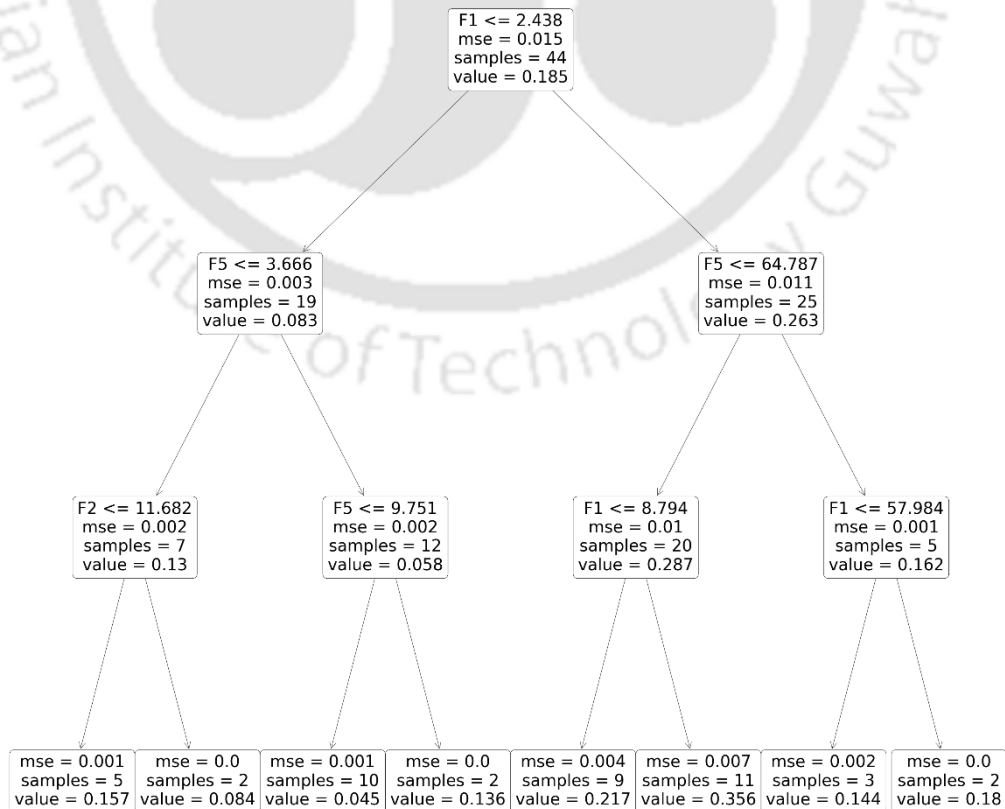 F1 <= 2.438
mse = 0.015
samples = 44
value = 0.185
F5 <= 3.666
mse = 0.003
samples = 19
value = 0.083
F5 <= 64.787
mse = 0.011
samples = 25
value = 0.263
F2 <= 11.682
mse = 0.002
samples = 7
value = 0.13
F5 <= 9.751
mse = 0.002
samples = 12
value = 0.058
F1 <= 8.794
mse = 0.01
samples = 20
value = 0.287
F1 <= 57.984
mse = 0.001
samples = 5
value = 0.162
mse = 0.001
samples = 5
value = 0.157
mse = 0.0
samples = 2
value = 0.084
mse = 0.001
samples = 10
value = 0.045
mse = 0.0
samples = 2
value = 0.136
mse = 0.004
samples = 9
value = 0.217
mse = 0.007
samples = 11
value = 0.356
mse = 0.002
samples = 3
value = 0.144
mse = 0.0
samples = 2
value =
of Technology